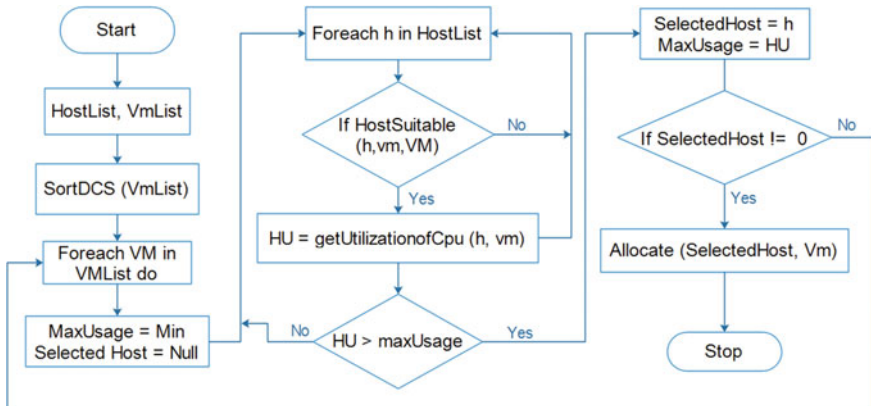 Start
HostList, VmList
SortDCS (VmList)
Foreach VM in
VMList do
MaxUsage = Min
Selected Host = Null
Foreach h in HostList
If HostSuitable
(h,vm,VM)
No
Yes
HU = getUtilizationofCpu (h, vm)
HU > maxUsage
No
Yes
SelectedHost = h
MaxUsage = HU
If SelectedHost != 0
No
Yes
Allocate (SelectedHost, Vm)
Stop